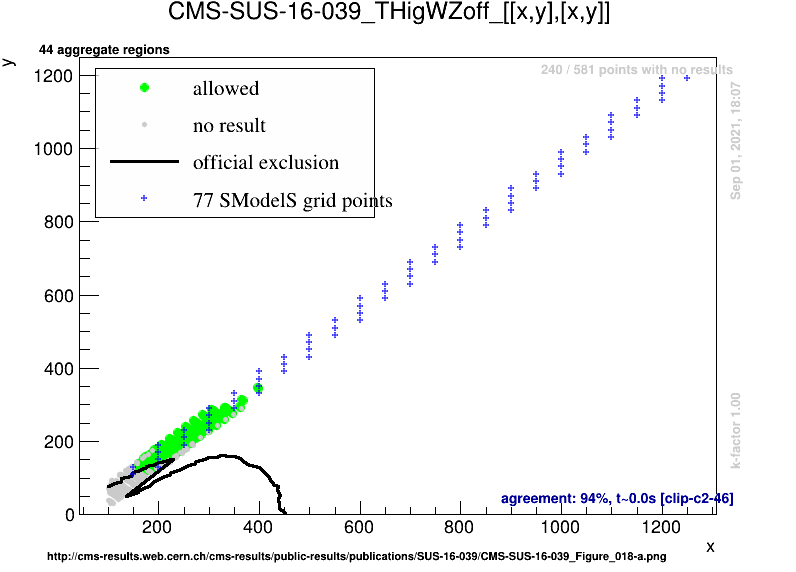 CMS-SUS-16-039_THigWZoff_[[x,y],[x,y]]
44 aggregate regions
y
240 / 581 points with no results
allowed
no result
official exclusion
77 SModelS grid points
Sep 01, 2021, 18:07
k-factor 1.00
1200
1000
800
600
400
200
0
agreement: 94%, t~0.0s [clip-c2-46]
200 400 600 800 1000 1200
x
http://cms-results.web.cern.ch/cms-results/public-results/publications/SUS-16-039/CMS-SUS-16-039_Figure_018-a.png